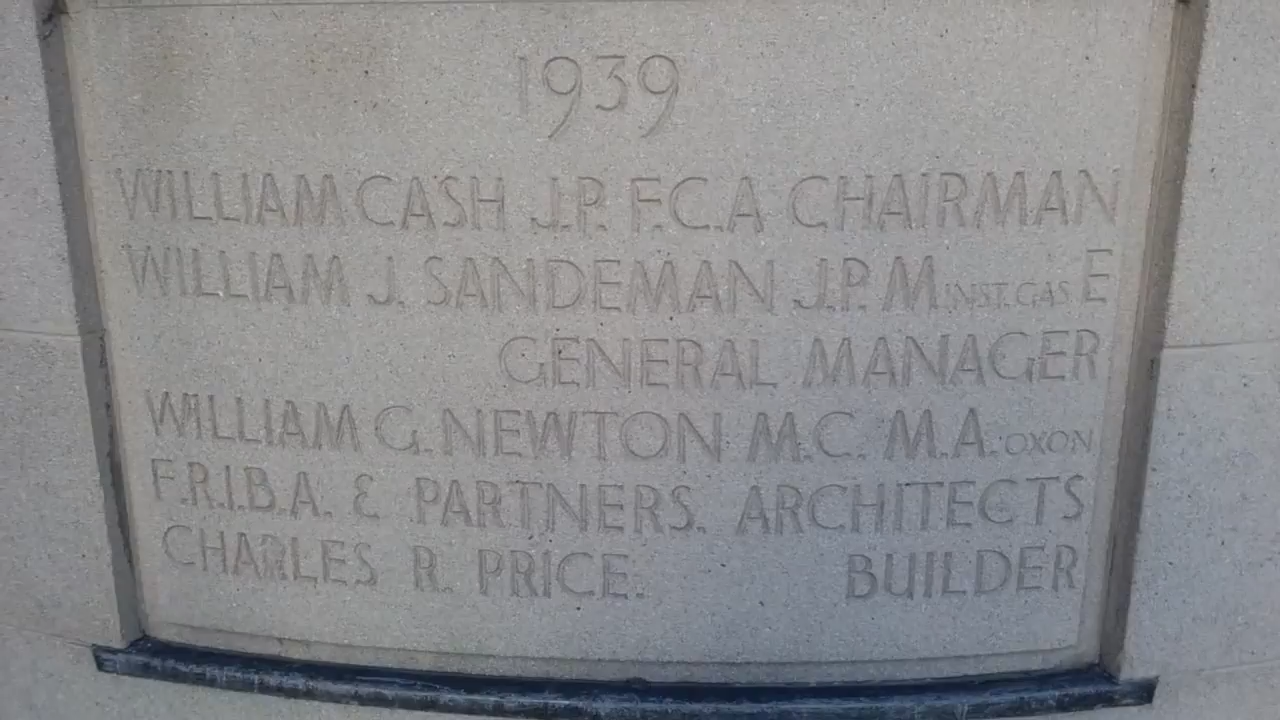 1939
WILLIAM CASH J.P. F.C.A CHAIRMAN
WILLIAM J. SANDEMAN J.P. M.INST.GAS E
GENERAL MANAGER
WILLIAM G. NEWTON M.C. M.A. OXON
F.R.I.B.A. & PARTNERS. ARCHITECTS
CHARLES R. PRICE. BUILDER